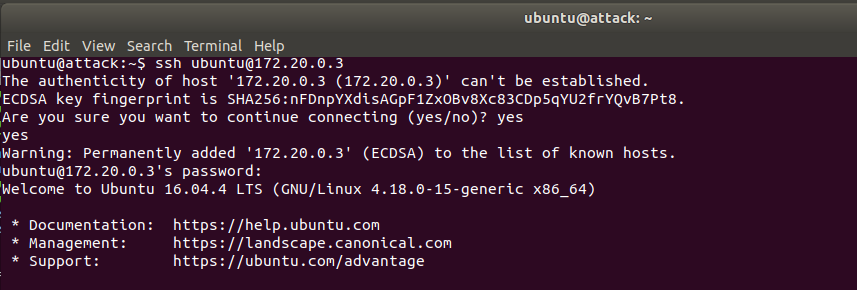 ubuntu@attack: ~
File Edit View Search Terminal Help
ubuntu@attack:~$ ssh ubuntu@172.20.0.3
The authenticity of host '172.20.0.3 (172.20.0.3)' can't be established.
ECDSA key fingerprint is SHA256:nFDnpYXdisAGpF1ZxOBv8Xc83CDp5qYU2frYQvB7Pt8.
Are you sure you want to continue connecting (yes/no)? yes
yes
Warning: Permanently added '172.20.0.3' (ECDSA) to the list of known hosts.
ubuntu@172.20.0.3's password:
Welcome to Ubuntu 16.04.4 LTS (GNU/Linux 4.18.0-15-generic x86_64)
* Documentation: https://help.ubuntu.com
* Management: https://landscape.canonical.com
* Support: https://ubuntu.com/advantage